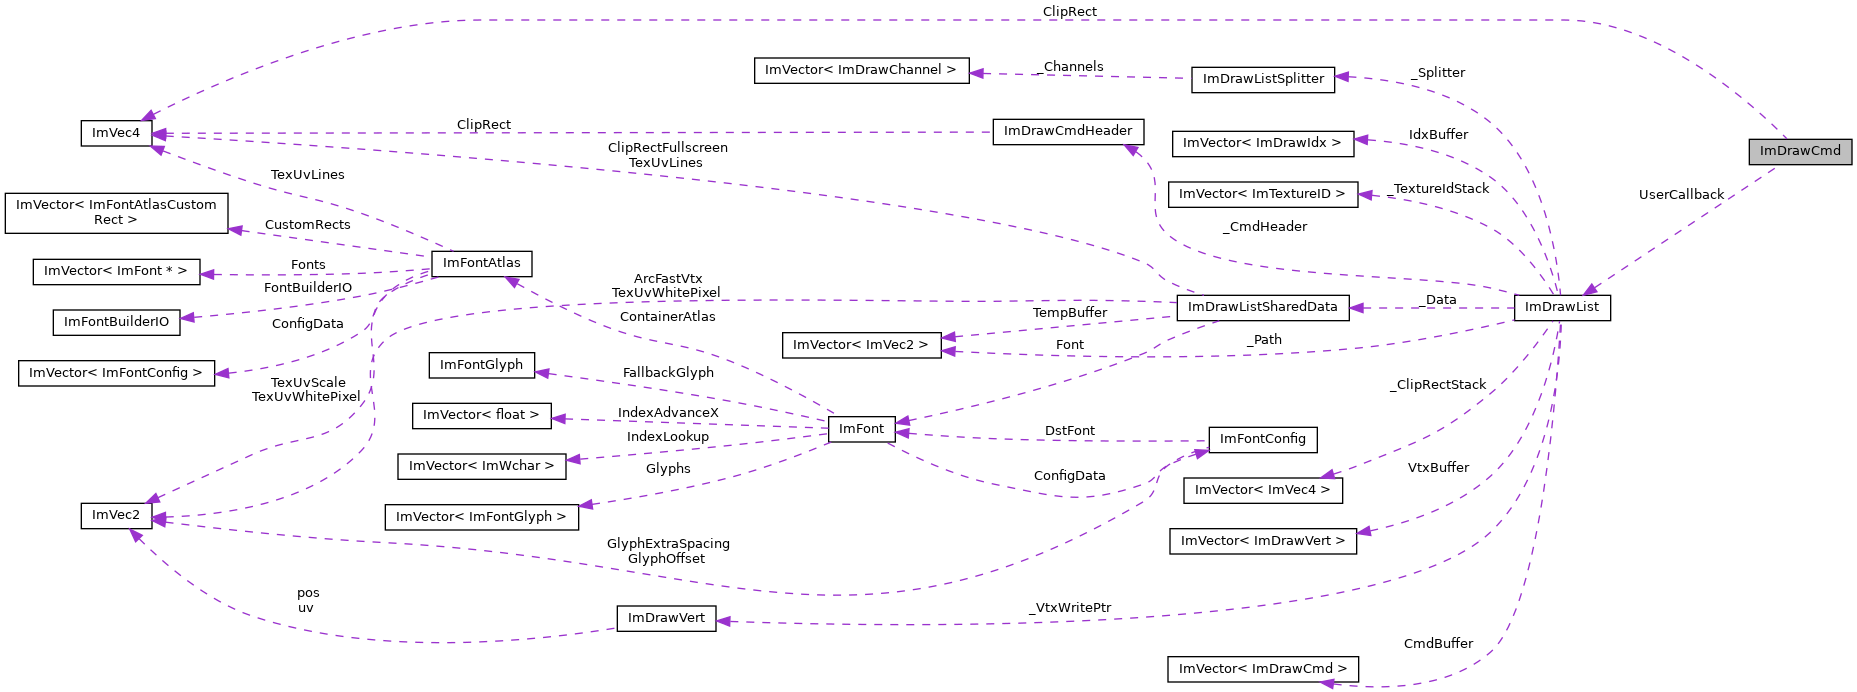 ClipRect
ImVector< ImDrawChannel >
_Channels
ImDrawListSplitter
_Splitter
ImVec4
ClipRect
ImDrawCmdHeader
ImVector< ImDrawIdx >
IdxBuffer
ImDrawCmd
ClipRectFullscreen
TexUvLines
TexUvLines
ImVector< ImTextureID >
_TextureIdStack
UserCallback
ImVector< ImFontAtlasCustom
Rect >
CustomRects
_CmdHeader
ImFontAtlas
ImVector< ImFont * >
Fonts
FontBuilderIO
ArcFastVtx
TexUvWhitePixel
ImDrawListSharedData
_Data
ImDrawList
ImFontBuilderIO
ConfigData
ContainerAtlas
TempBuffer
ImVector< ImVec2 >
Font
_Path
ImVector< ImFontConfig >
ImFontGlyph
FallbackGlyph
TexUvScale
TexUvWhitePixel
_ClipRectStack
ImVector< float >
IndexAdvanceX
ImFont
DstFont
ImFontConfig
IndexLookup
ImVector< ImWchar >
Glyphs
ConfigData
VtxBuffer
ImVector< ImVec4 >
ImVec2
ImVector< ImFontGlyph >
ImVector< ImDrawVert >
GlyphExtraSpacing
GlyphOffset
pos
uv
ImDrawVert
_VtxWritePtr
CmdBuffer
ImVector< ImDrawCmd >